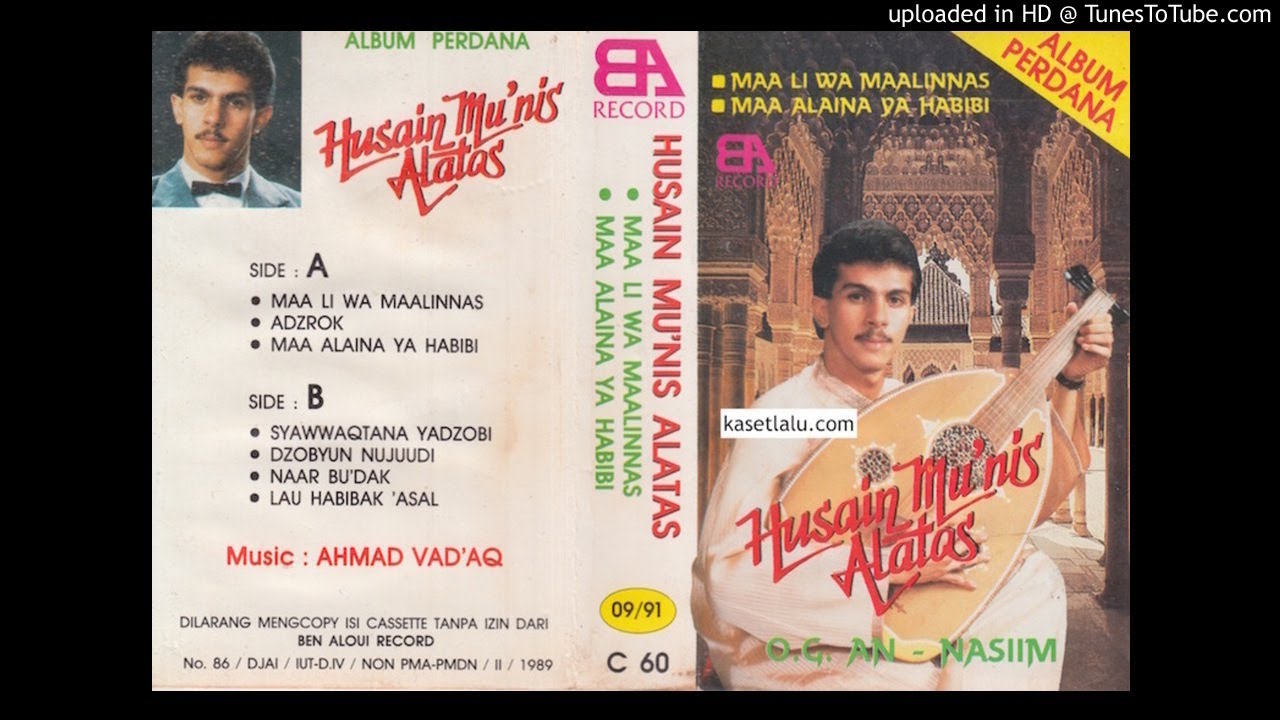 uploaded in HD @ TunesToTube.com
ALBUM PERDANA
Husain Mu'nis
Alatas
SIDE : A
• MAA LI WA MAALINNAS
• ADZROK
• MAA ALAINA YA HABIBI
SIDE : B
• SYAWWAQTANA YADZOBI
• DZOBYUN NUJUUDI
• NAAR BU'DAK
• LAU HABIBAK 'ASAL
Music : AHMAD VAD'AQ
DILARANG MENGCOPY ISI CASSETTE TANPA IZIN DARI
BEN ALOUI RECORD
No. 86 / DJAI / IUT-D.IV / NON PMA-PMDN / II / 1989
BA
RECORD
HUSAIN MU'NIS ALATAS
• MAA LI WA MAALINNAS
• MAA ALAINA YA HABIBI
09/91
C 60
MAA LI WA MAALINNAS
MAA ALAINA YA HABIBI
ALBUM
PERDANA
BA
RECORD
kasetlalu.com
Husain Mu'nis
Alatas
O.G. AN - NASIIM